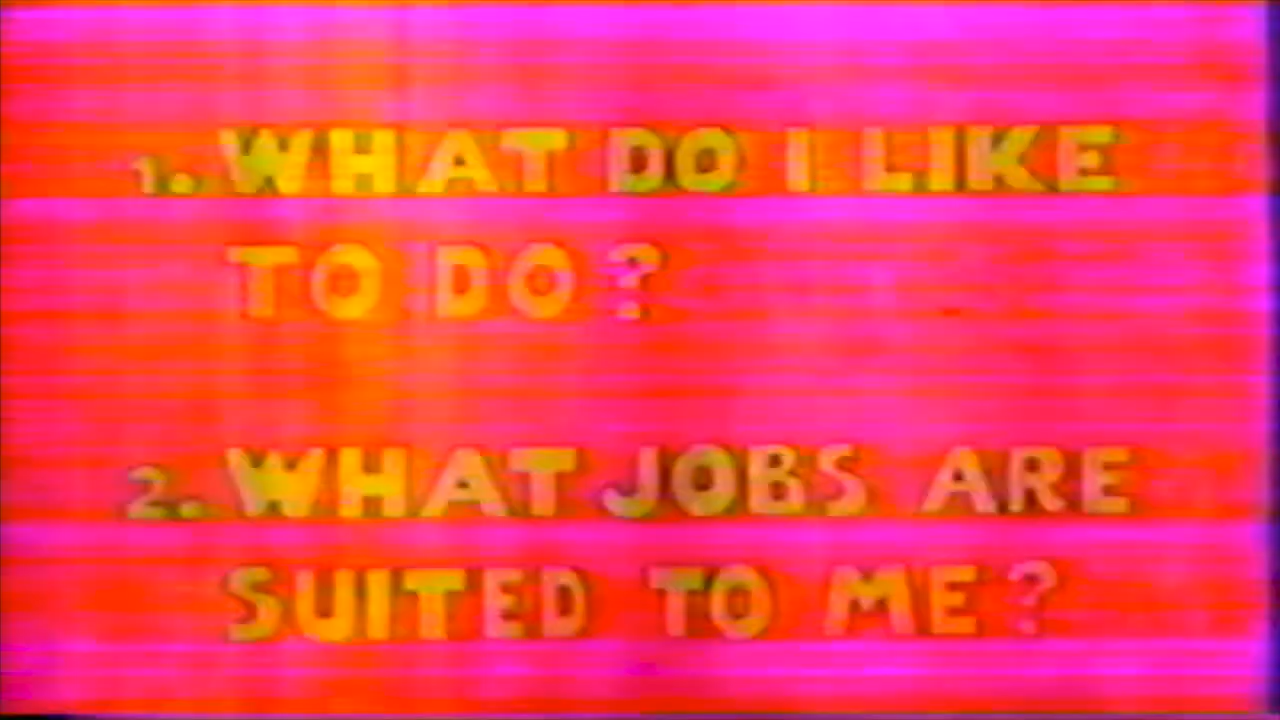 1. WHAT DO I LIKE
TO DO?
2. WHAT JOBS ARE
SUITED TO ME?